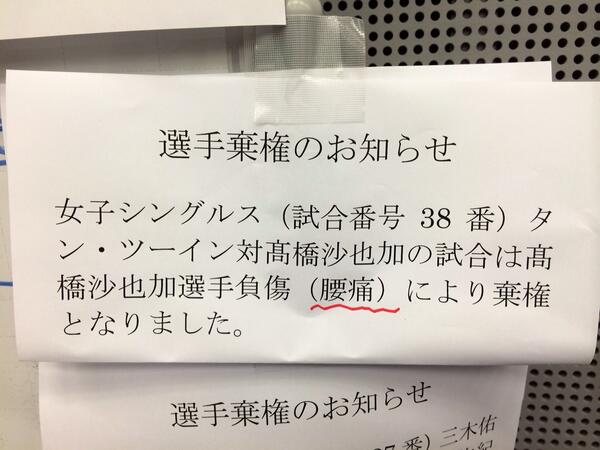 選手棄権のお知らせ
女子シングルス（試合番号 38 番）タ
ン・ツーイン対髙橋沙也加の試合は髙
橋沙也加選手負傷（腰痛）により棄権
となりました。
選手棄権のお知らせ
番）三木佑